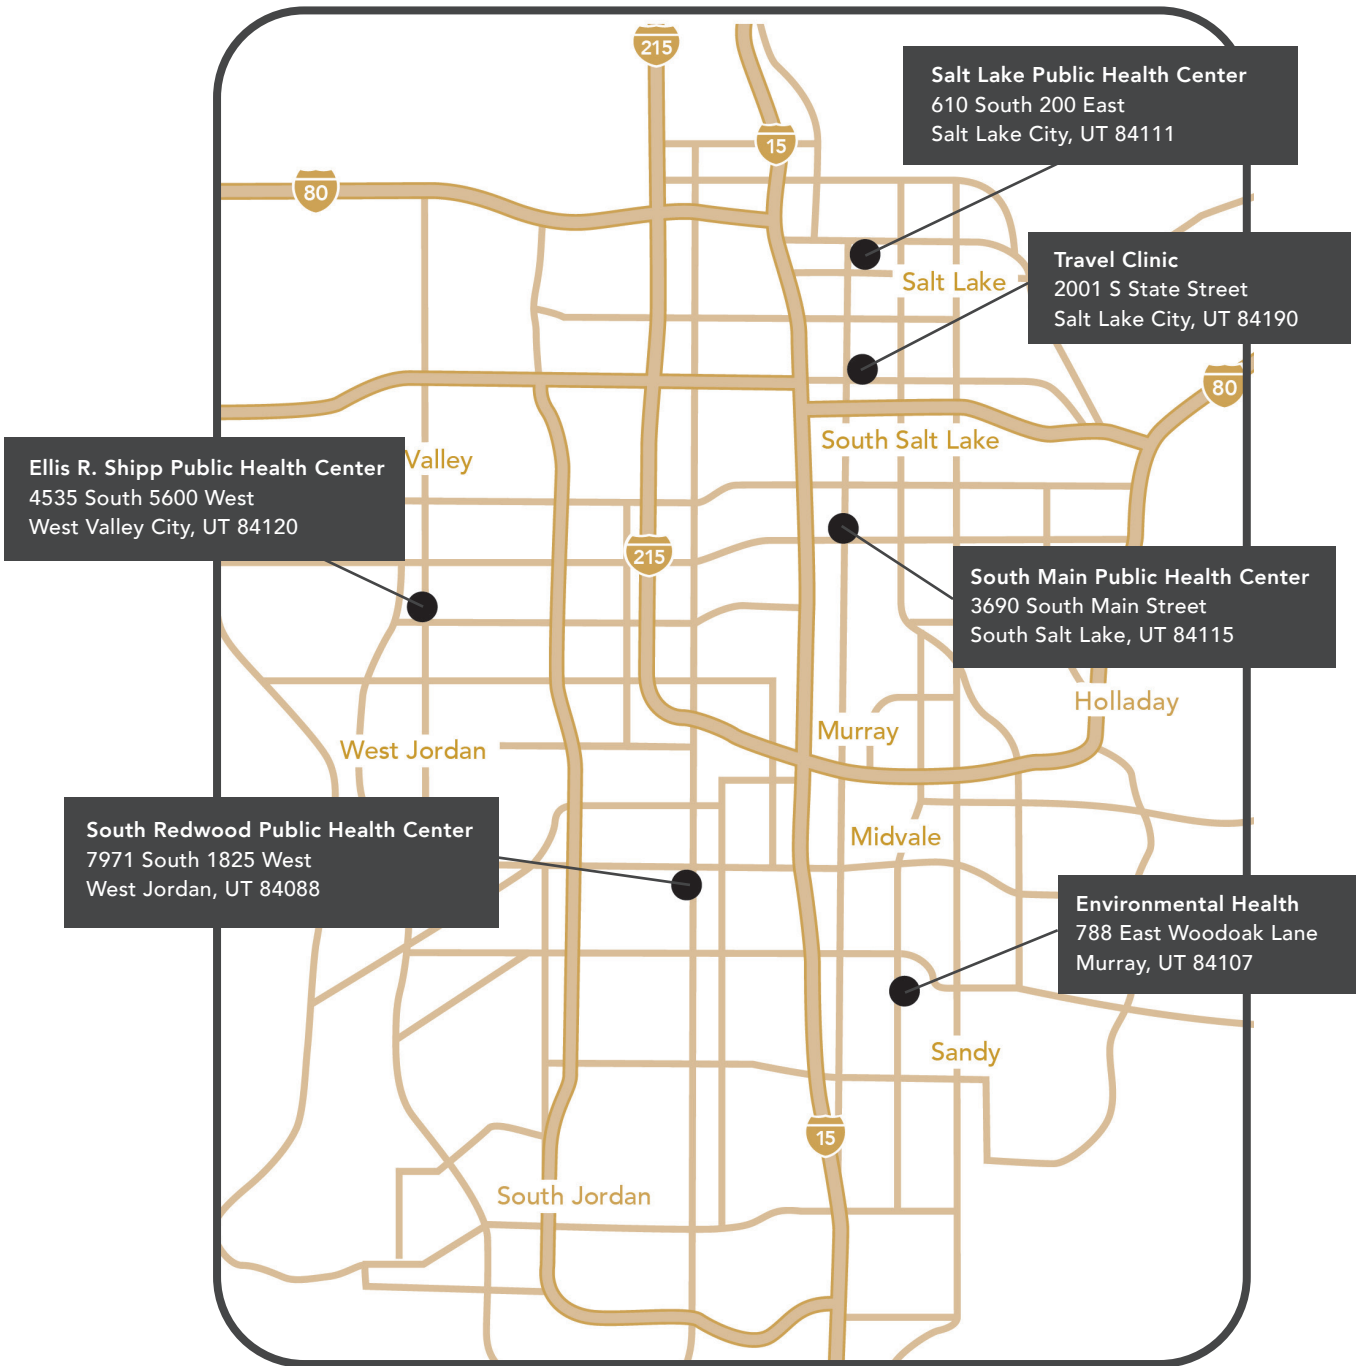 215
Salt Lake Public Health Center
610 South 200 East
Salt Lake City, UT 84111
15
80
Travel Clinic
2001 S State Street
Salt Lake City, UT 84190
Salt Lake
80
South Salt Lake
Valley
Ellis R. Shipp Public Health Center
4535 South 5600 West
West Valley City, UT 84120
215
South Main Public Health Center
3690 South Main Street
South Salt Lake, UT 84115
Holladay
Murray
West Jordan
South Redwood Public Health Center
7971 South 1825 West
West Jordan, UT 84088
Midvale
Environmental Health
788 East Woodoak Lane
Murray, UT 84107
Sandy
15
South Jordan